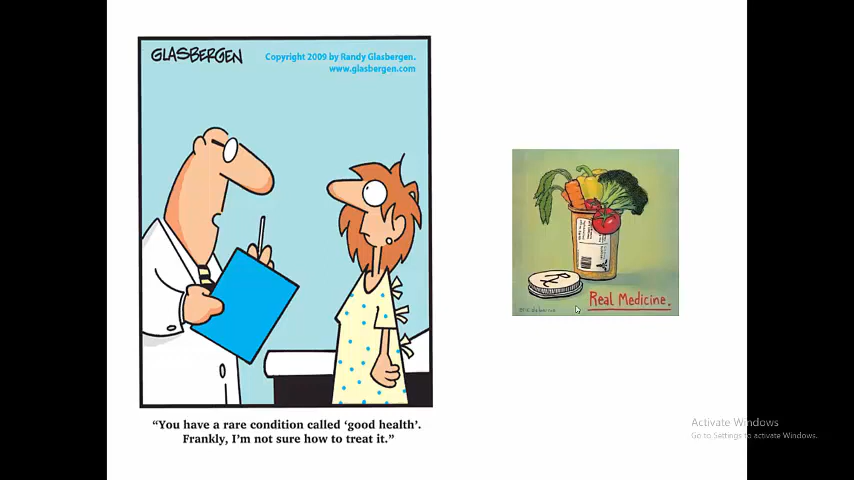 GLASBERGEN
Copyright 2009 by Randy Glasbergen.
www.glasbergen.com
“You have a rare condition called ‘good health’.
Frankly, I’m not sure how to treat it.”
Rx
Real Medicine.
Activate Windows
Go to Settings to activate Windows.